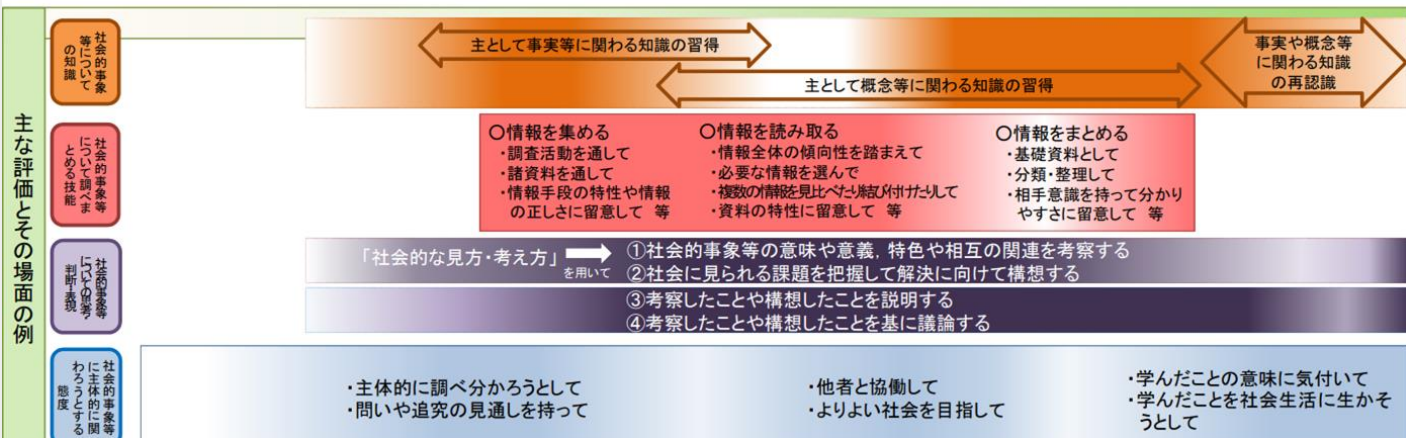 主な評価とその場面の例
社会的事象
等について
の知識
主として事実等に関わる知識の習得
主として概念等に関わる知識の習得
事実や概念等
に関わる知識
の再認識
社会的事象等
について調べま
とめる技能
〇情報を集める
・調査活動を通して
・諸資料を通して
・情報手段の特性や情報
の正しさに留意して 等
〇情報を読み取る
・情報全体の傾向性を踏まえて
・必要な情報を選んで
・複数の情報を見比べたり結び付けたりして
・資料の特性に留意して 等
〇情報をまとめる
・基礎資料として
・分類・整理して
・相手意識を持って分かり
やすさに留意して 等
社会的事象等
についての思考・
判断・表現
「社会的な見方・考え方」
を用いて
①社会的事象等の意味や意義，特色や相互の関連を考察する
②社会に見られる課題を把握して解決に向けて構想する
③考察したことや構想したことを説明する
④考察したことや構想したことを基に議論する
社会的事象等
に主体的に関
わろうとする
態度
・主体的に調べ分かろうとして
・問いや追究の見通しを持って
・他者と協働して
・よりよい社会を目指して
・学んだことの意味に気付いて
・学んだことを社会生活に生かそ
うとして